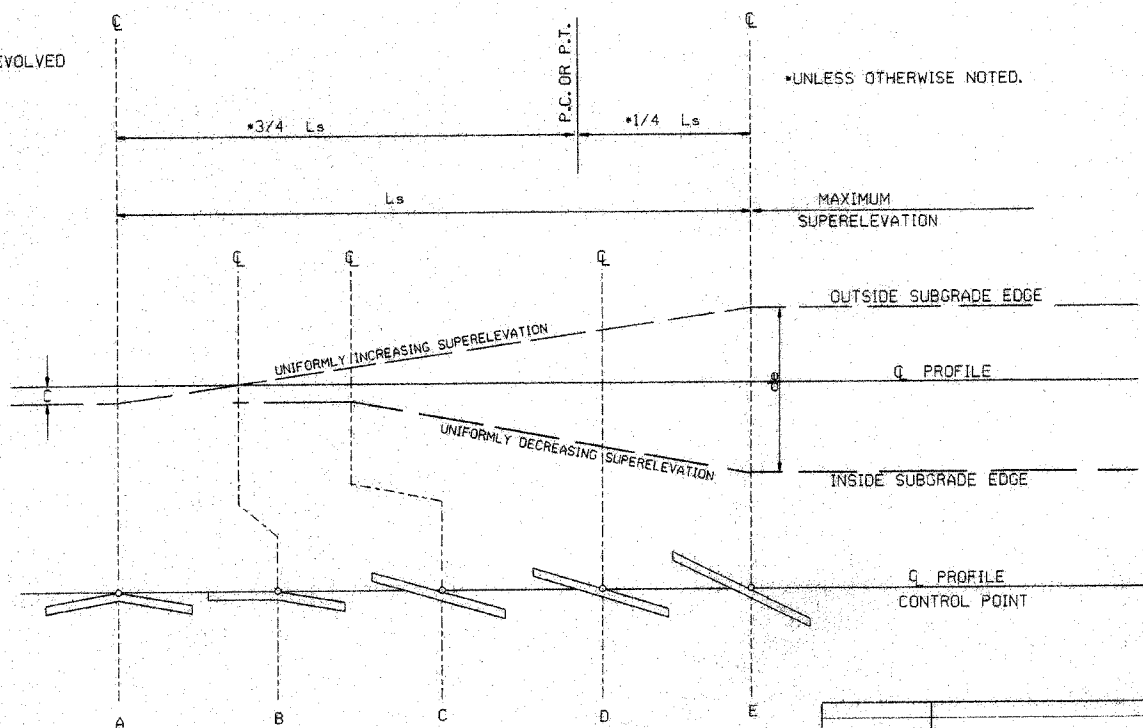 ℄
℄
EVOLVED
P.C. OR P.T.
*UNLESS OTHERWISE NOTED.
*3/4 Ls
*1/4 Ls
Ls
MAXIMUM
SUPERELEVATION
℄
℄
℄
OUTSIDE SUBGRADE EDGE
UNIFORMLY INCREASING SUPERELEVATION
℄ PROFILE
C
UNIFORMLY DECREASING SUPERELEVATION
INSIDE SUBGRADE EDGE
℄ PROFILE
CONTROL POINT
A
B
C
D
E